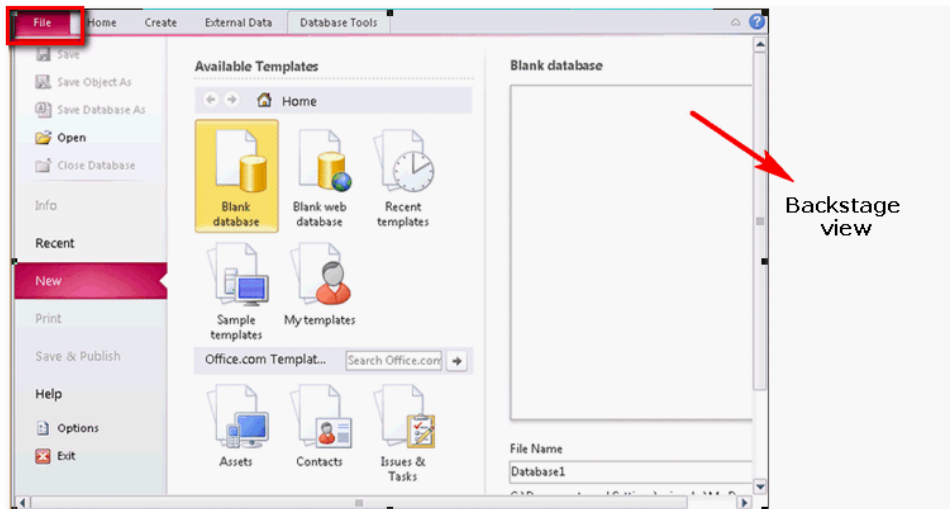 File Home Create External Data Database Tools
Save
Save Object As
Save Database As
Open
Close Database
Info
Recent
New
Print
Save & Publish
Help
Options
Exit
Available Templates
Home
Blank
database
Blank web
database
Recent
templates
Sample
templates
My templates
Office.com Templat...
Search Office.com
Assets
Contacts
Issues &
Tasks
Blank database
File Name
Database1
Backstage
view